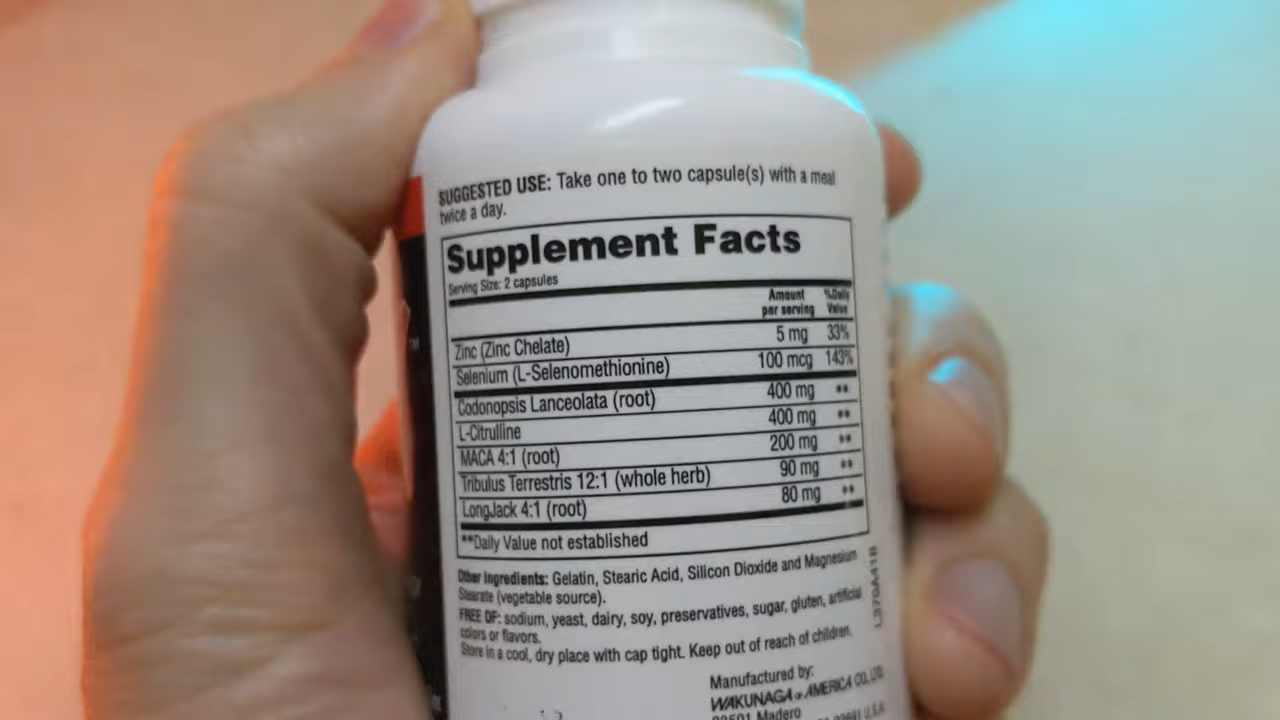 SUGGESTED USE: Take one to two capsule(s) with a meal
twice a day.
Supplement Facts
Serving Size: 2 capsules
Amount per serving %Daily Value
Zinc (Zinc Chelate) 5 mg 33%
Selenium (L-Selenomethionine) 100 mcg 143%
Codonopsis Lanceolata (root) 400 mg **
L-Citrulline 400 mg **
MACA 4:1 (root) 200 mg **
Tribulus Terrestris 12:1 (whole herb) 90 mg **
LongJack 4:1 (root) 80 mg **
**Daily Value not established
Other Ingredients: Gelatin, Stearic Acid, Silicon Dioxide and Magnesium
Stearate (vegetable source).
FREE OF: sodium, yeast, dairy, soy, preservatives, sugar, gluten, artificial
colors or flavors.
Store in a cool, dry place with cap tight. Keep out of reach of children.
Manufactured by:
WAKUNAGA of AMERICA CO., LTD.
23501 Madero
U.S.A.